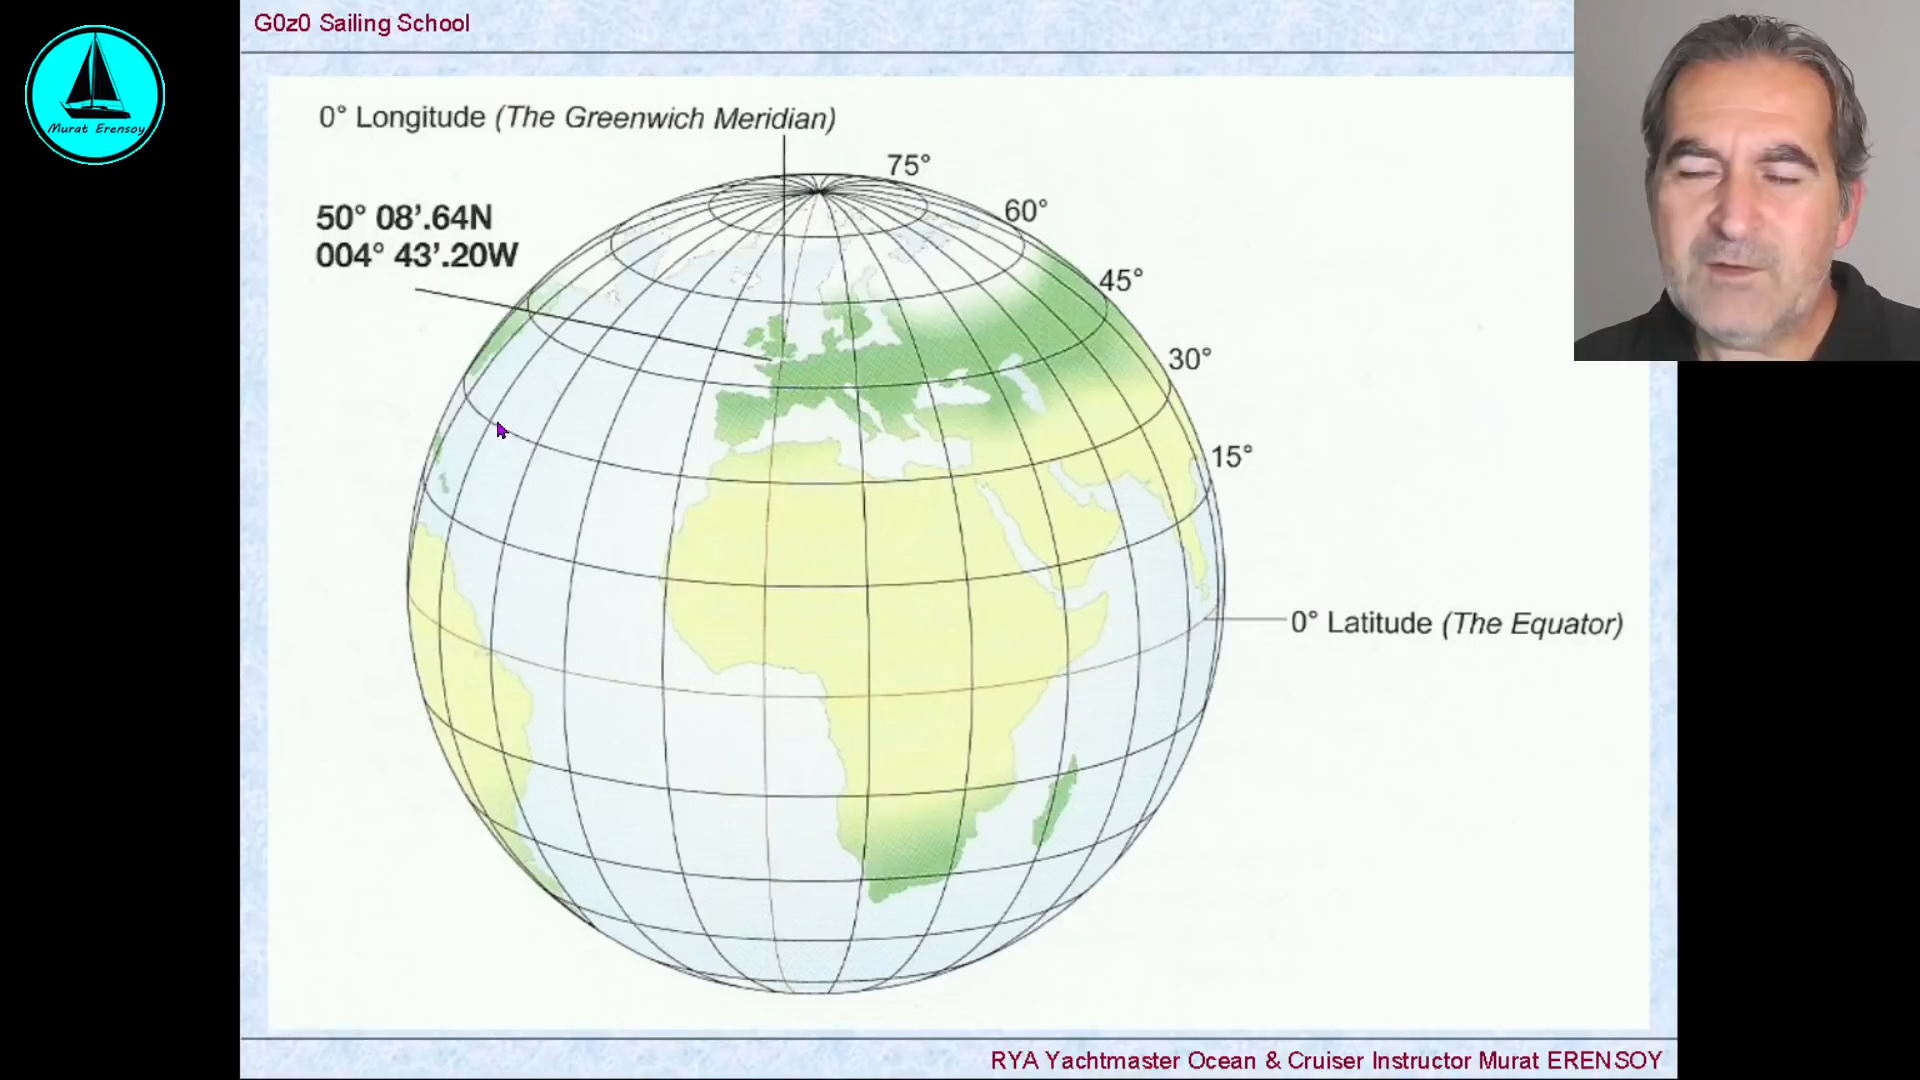 G0z0 Sailing School
Murat Erensoy
0° Longitude (The Greenwich Meridian)
75°
50° 08'.64N
004° 43'.20W
60°
45°
30°
15°
0° Latitude (The Equator)
RYA Yachtmaster Ocean & Cruiser Instructor Murat ERENSOY